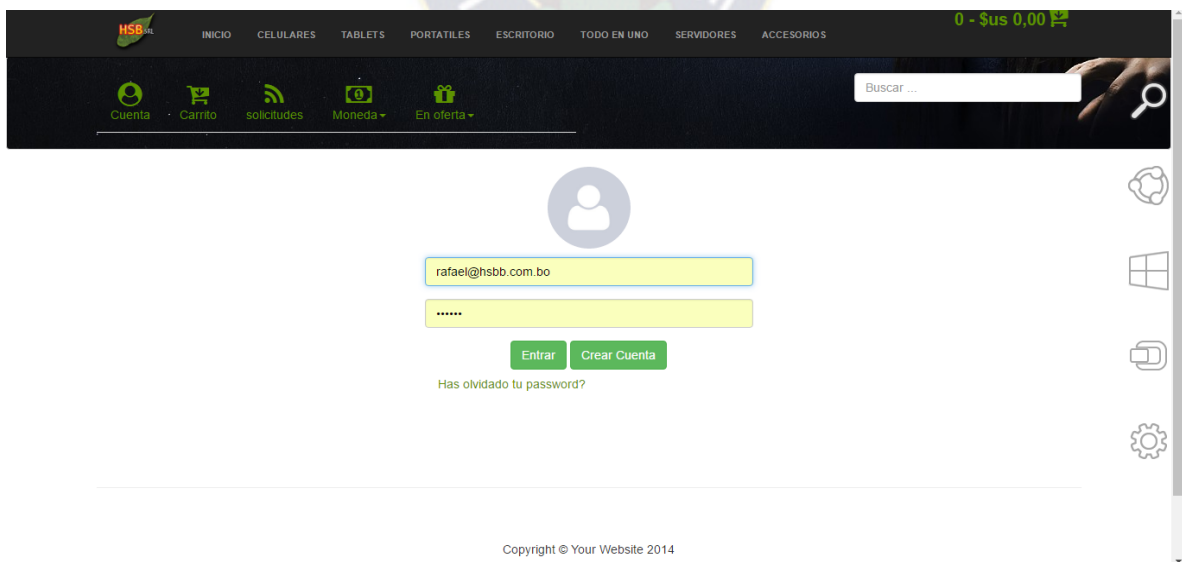 HSB SRL
INICIO CELULARES TABLETS PORTATILES ESCRITORIO TODO EN UNO SERVIDORES ACCESORIOS
0 - $us 0,00
Cuenta Carrito solicitudes Moneda En oferta
Buscar ...
rafael@hsbb.com.bo
••••••
Entrar Crear Cuenta
Has olvidado tu password?
Copyright © Your Website 2014